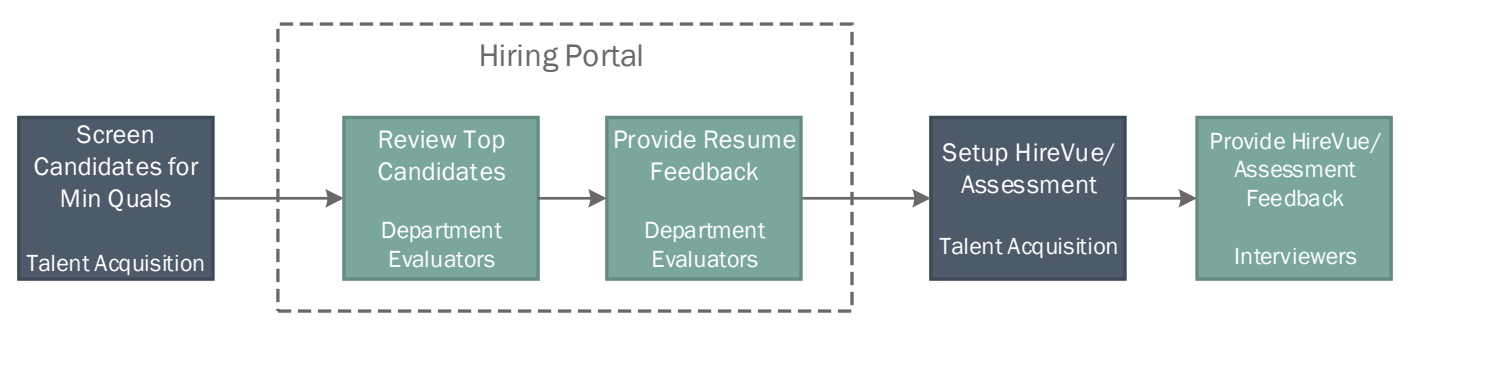 Hiring Portal
Screen
Candidates for
Min Quals
Talent Acquisition
Review Top
Candidates
Department
Evaluators
Provide Resume
Feedback
Department
Evaluators
Setup HireVue/
Assessment
Talent Acquisition
Provide HireVue/
Assessment
Feedback
Interviewers